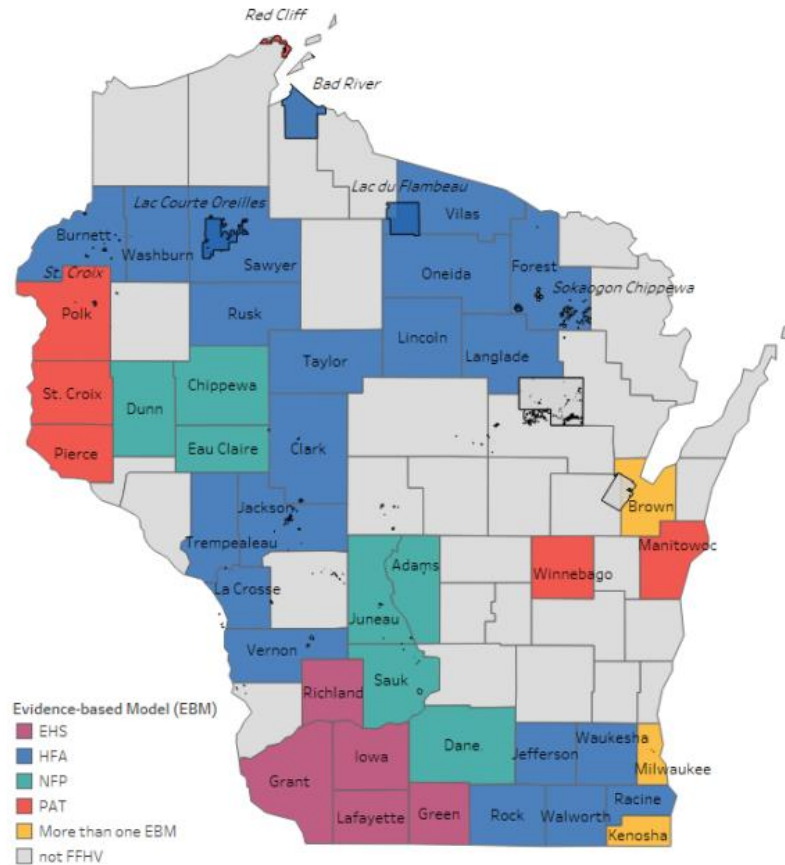 Red Cliff
Bad River
Lac du Flambeau
Vilas
Lac Courte Oreilles
Burnett
Washburn
Sawyer
Forest
Oneida
St. Croix
Sokaogon Chippewa
Polk
Rusk
Lincoln
Taylor
Langlade
Chippewa
St. Croix
Dunn
Eau Claire
Clark
Pierce
Brown
Jackson
Trempealeau
Manitowoc
Adams
Winnebago
La Crosse
Juneau
Vernon
Sauk
Richland
Evidence-based Model (EBM)
EHS
HFA
NFP
PAT
More than one EBM
not FFHV
Dane.
Waukesha
Jefferson
Iowa
Milwaukee
Grant
Racine
Lafayette
Green
Rock
Walworth
Kenosha